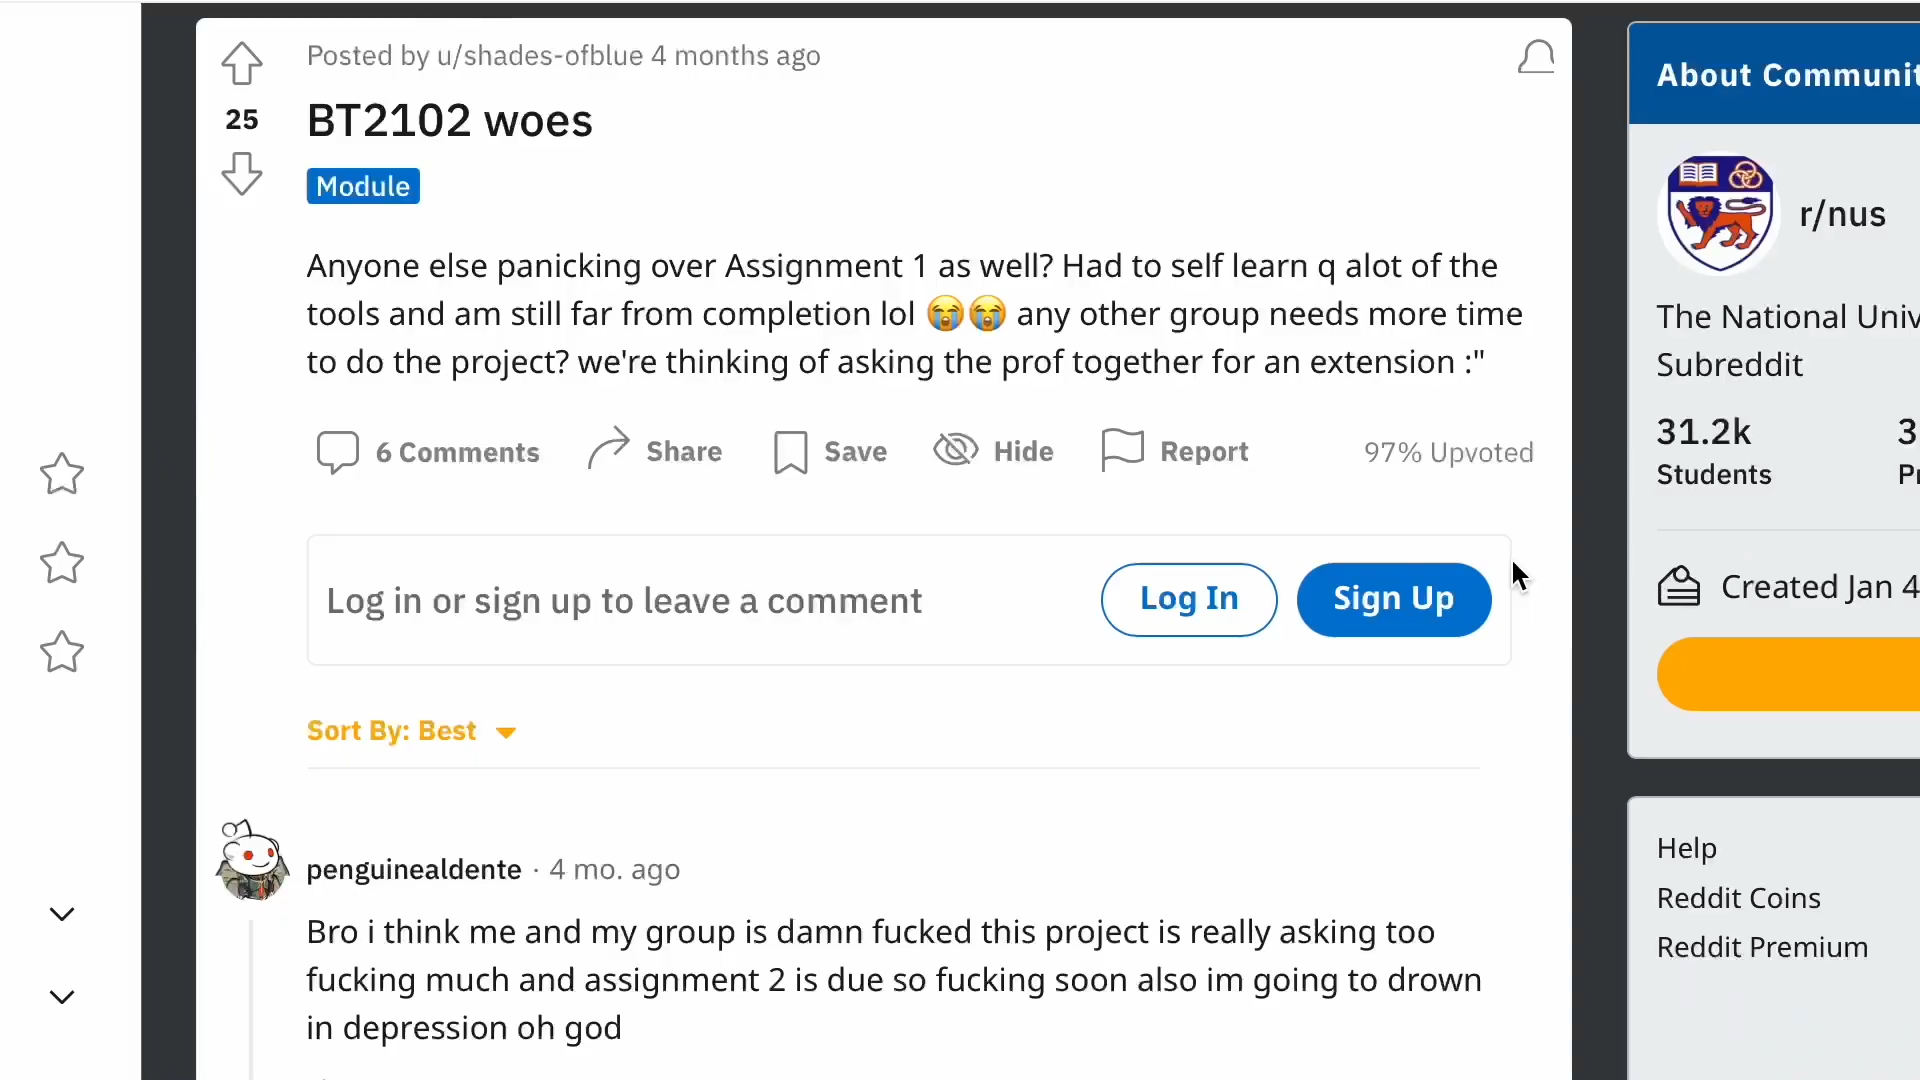 Posted by u/shades-ofblue 4 months ago
25
BT2102 woes
Module
Anyone else panicking over Assignment 1 as well? Had to self learn q alot of the
tools and am still far from completion lol 😭😭 any other group needs more time
to do the project? we're thinking of asking the prof together for an extension :"
6 Comments Share Save Hide Report 97% Upvoted
Log in or sign up to leave a comment Log In Sign Up
Sort By: Best
penguinealdente · 4 mo. ago
Bro i think me and my group is damn fucked this project is really asking too
fucking much and assignment 2 is due so fucking soon also im going to drown
in depression oh god
About Communit
r/nus
The National Univ
Subreddit
31.2k 3
Students Pr
Created Jan 4
Help
Reddit Coins
Reddit Premium